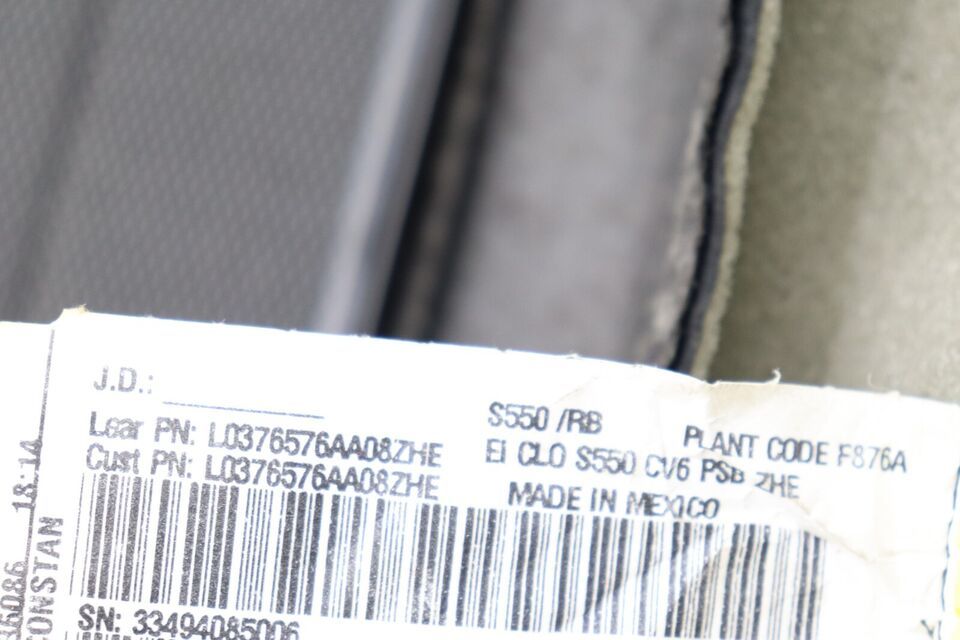 J.D.:
Lear PN: L0376576AA08ZHE
Cust PN: L0376576AA08ZHE
S550 /RB
PLANT CODE F876A
EI CLO S550 CV6 PSB ZHE
MADE IN MEXICO
SN: 33494085006
16086 18:14
CONSTAN